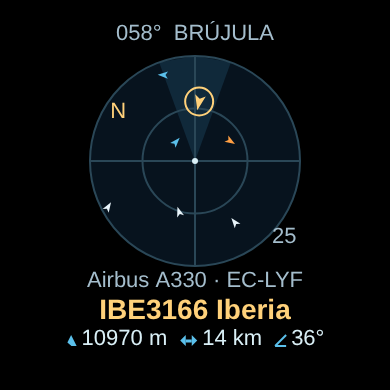 058° BRÚJULA
N
25
Airbus A330 · EC-LYF
IBE3166 Iberia
10970 m 14 km 36°